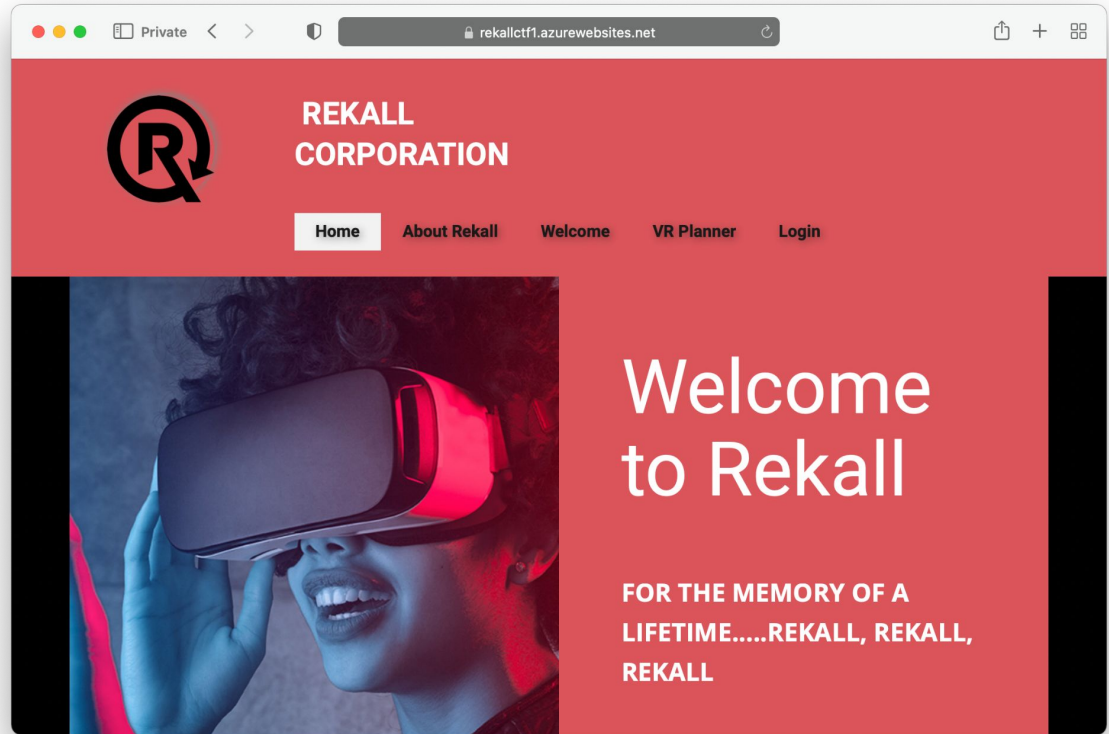 Private
rekallctf1.azurewebsites.net
R
REKALL
CORPORATION
Home About Rekall Welcome VR Planner Login
Welcome
to Rekall
FOR THE MEMORY OF A
LIFETIME.....REKALL, REKALL,
REKALL